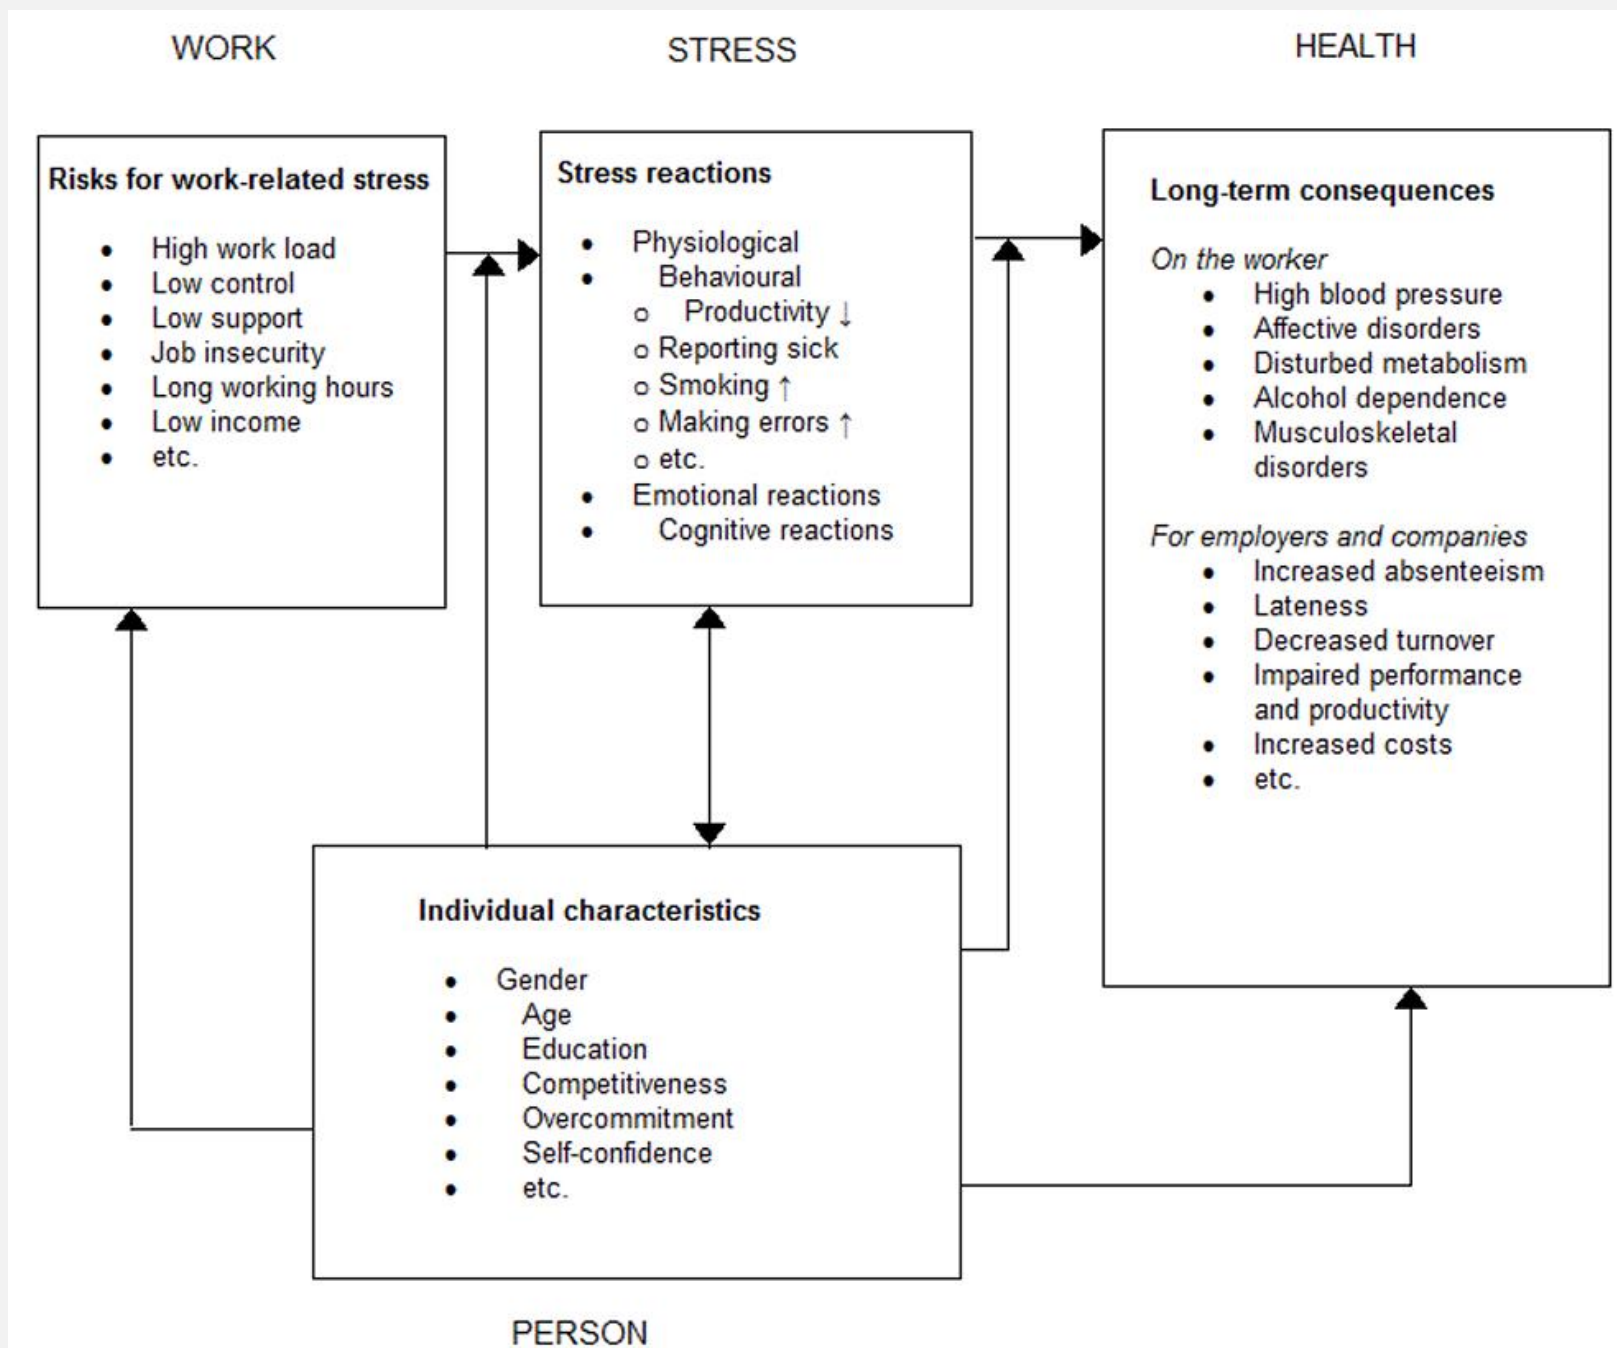 WORK
STRESS
HEALTH
Risks for work-related stress
• High work load
• Low control
• Low support
• Job insecurity
• Long working hours
• Low income
• etc.
Stress reactions
• Physiological
• Behavioural
o Productivity ↓
o Reporting sick
o Smoking ↑
o Making errors ↑
o etc.
• Emotional reactions
• Cognitive reactions
Long-term consequences
On the worker
• High blood pressure
• Affective disorders
• Disturbed metabolism
• Alcohol dependence
• Musculoskeletal
disorders
For employers and companies
• Increased absenteeism
• Lateness
• Decreased turnover
• Impaired performance
and productivity
• Increased costs
• etc.
Individual characteristics
• Gender
• Age
• Education
• Competitiveness
• Overcommitment
• Self-confidence
• etc.
PERSON